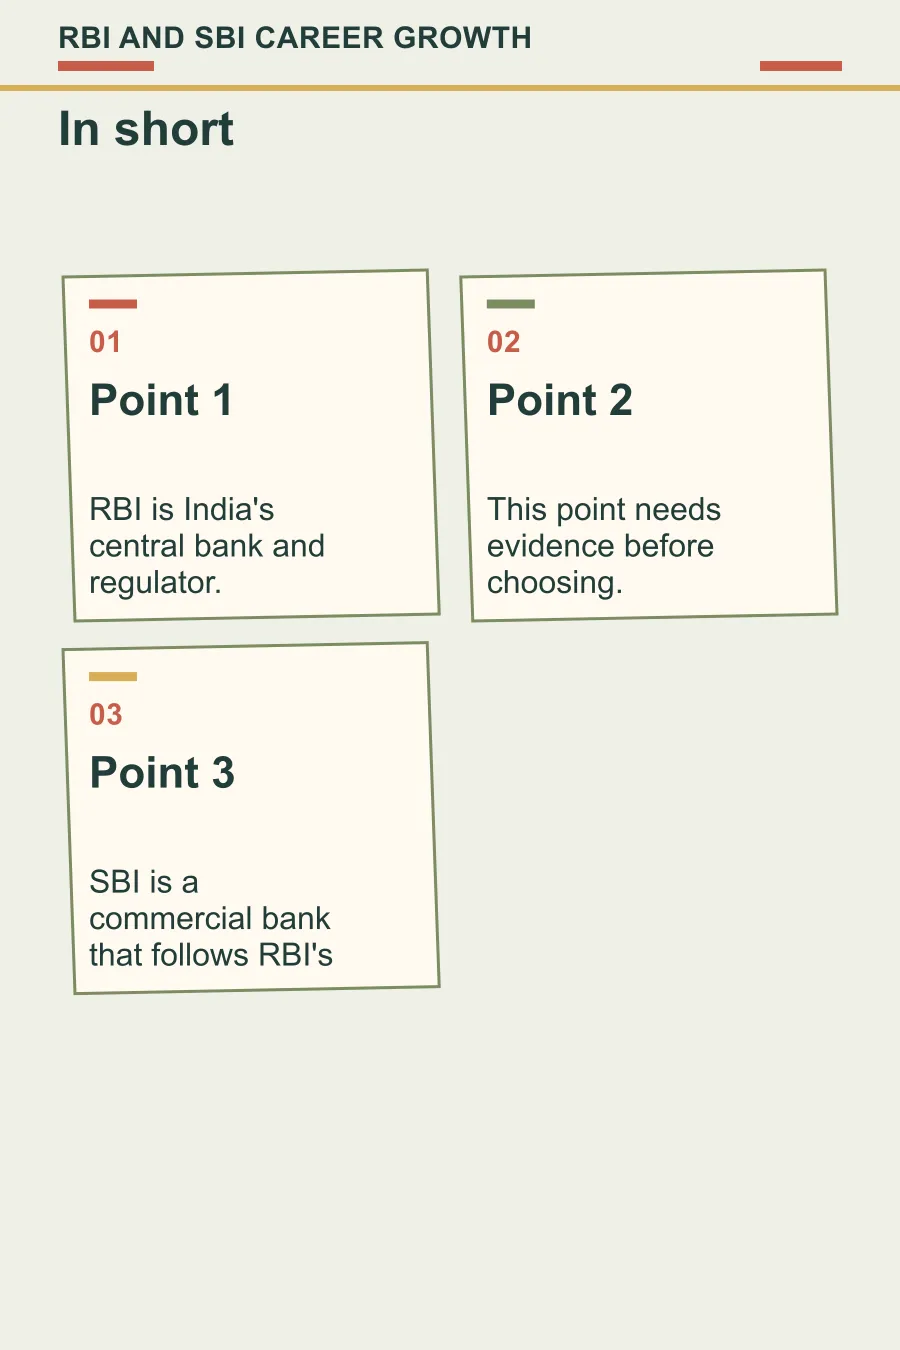 RBI AND SBI CAREER GROWTH
In short
01
Point 1
RBI is India's
central bank and
regulator.
02
Point 2
This point needs
evidence before
choosing.
03
Point 3
SBI is a
commercial bank
that follows RBI's